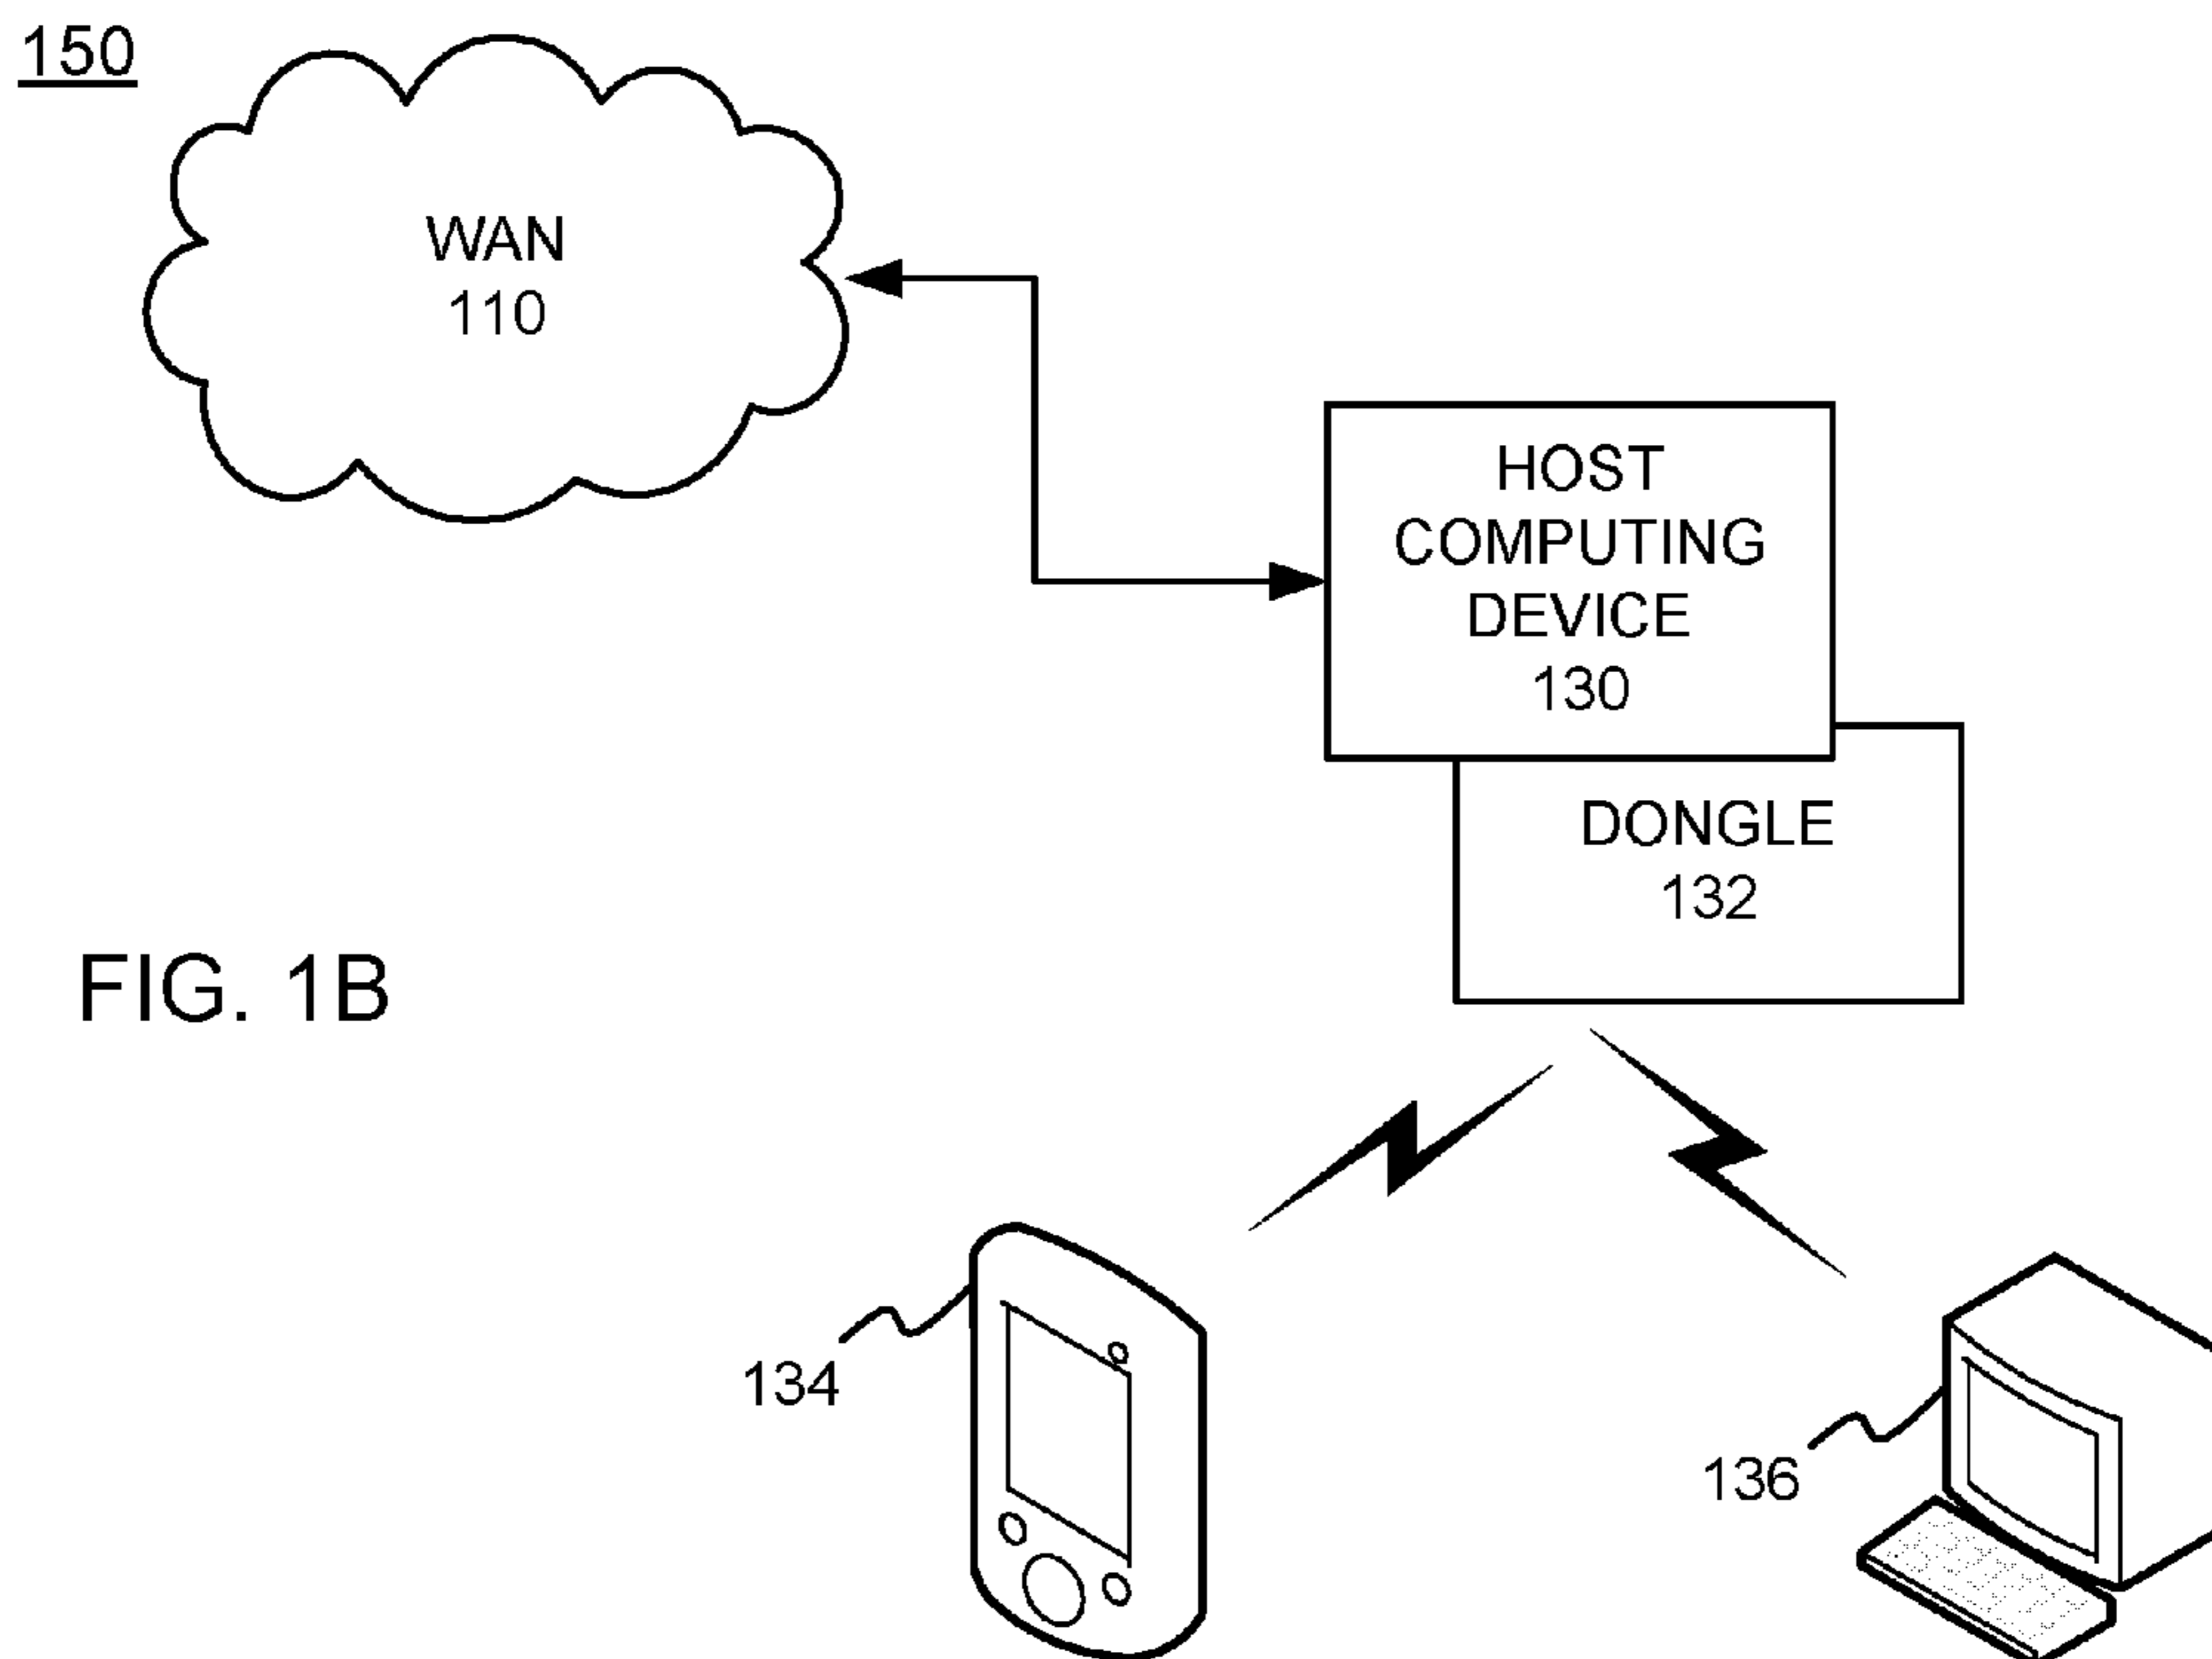 150
WAN
110
HOST
COMPUTING
DEVICE
130
DONGLE
132
FIG. 1B
134
136